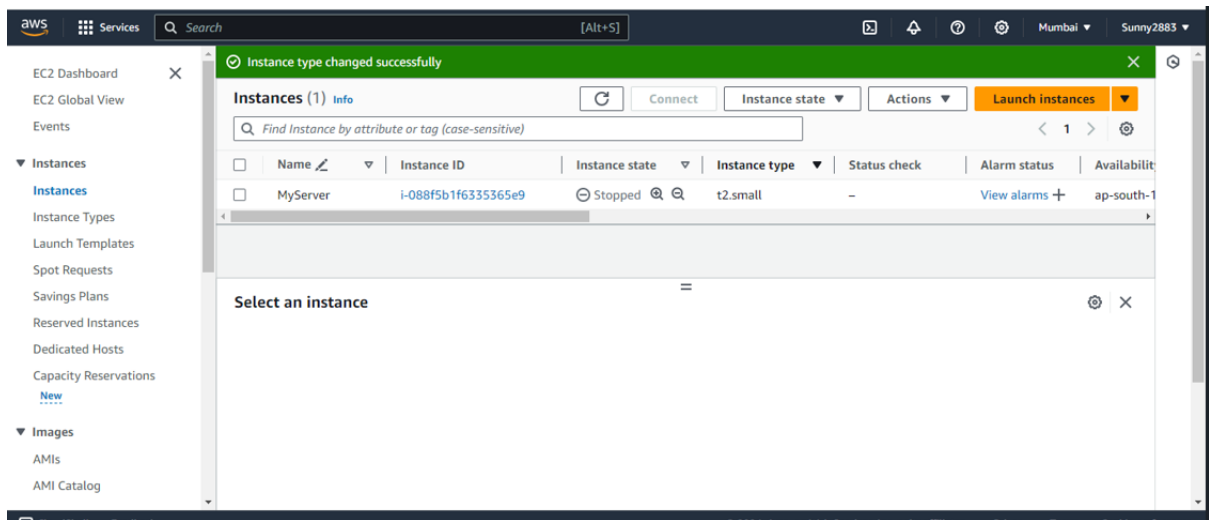 aws Services Search [Alt+S] Mumbai Sunny2883
EC2 Dashboard
EC2 Global View
Events
Instances
Instances
Instance Types
Launch Templates
Spot Requests
Savings Plans
Reserved Instances
Dedicated Hosts
Capacity Reservations
New
Images
AMIs
AMI Catalog
Instance type changed successfully
Instances (1) Info Connect Instance state Actions Launch instances
Find Instance by attribute or tag (case-sensitive) 1
Name Instance ID Instance state Instance type Status check Alarm status Availability
MyServer i-088f5b1f6335365e9 Stopped t2.small – View alarms ap-south-1
Select an instance